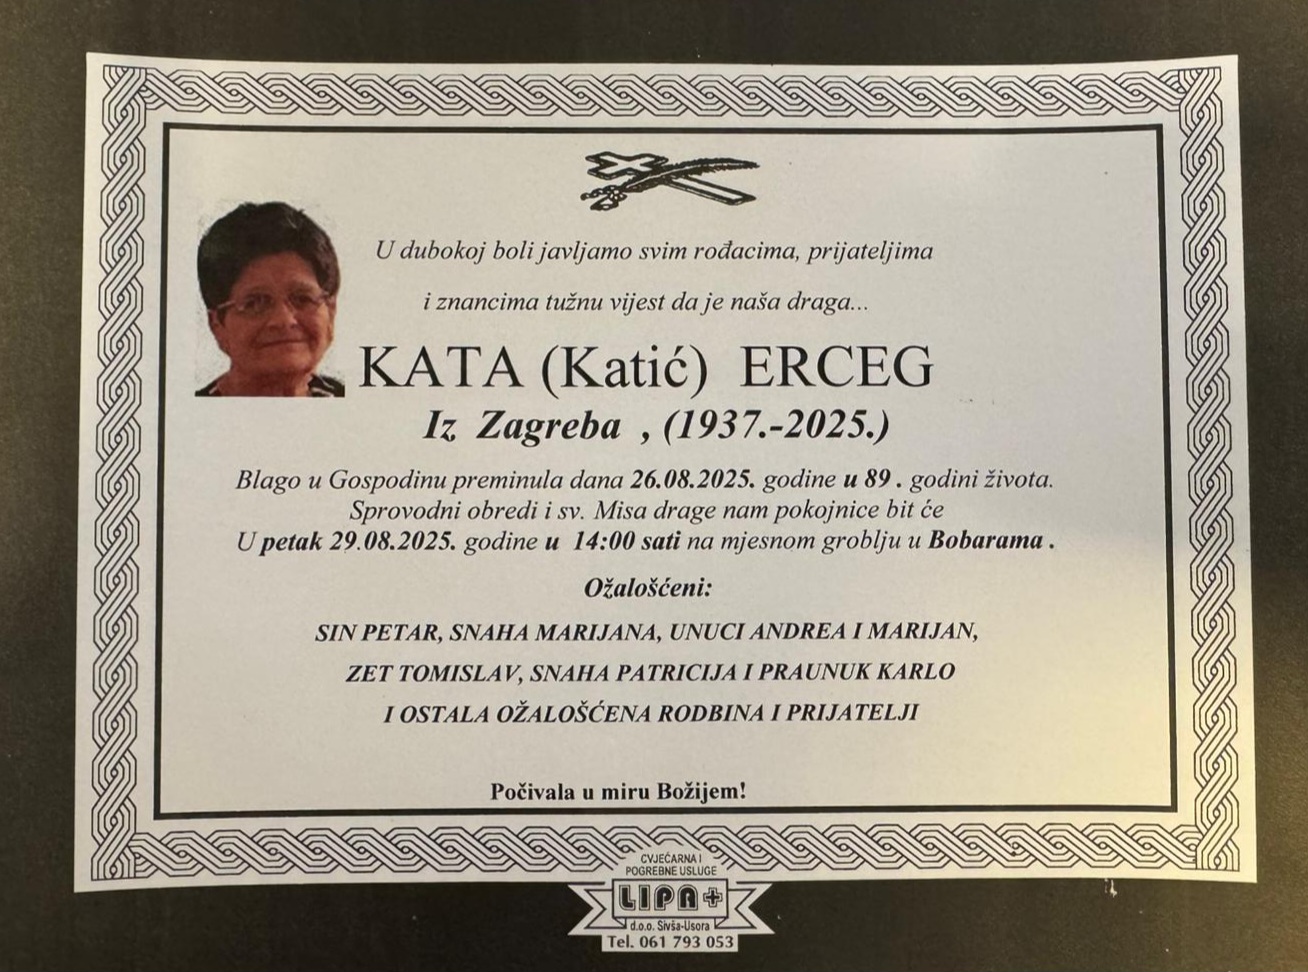 U dubokoj boli javljamo svim rođacima, prijateljima
i znancima tužnu vijest da je naša draga...
KATA (Katić) ERCEG
Iz Zagreba , (1937.-2025.)
Blago u Gospodinu preminula dana 26.08.2025. godine u 89 . godini života.
Sprovodni obredi i sv. Misa drage nam pokojnice bit će
U petak 29.08.2025. godine u 14:00 sati na mjesnom groblju u Bobarama .
Ožalošćeni:
SIN PETAR, SNAHA MARIJANA, UNUCI ANDREA I MARIJAN,
ZET TOMISLAV, SNAHA PATRICIJA I PRAUNUK KARLO
I OSTALA OŽALOŠĆENA RODBINA I PRIJATELJI
Počivala u miru Božijem!
CVJEĆARNA I
POGREBNE USLUGE
LIPA+
d.o.o. Sivša-Usora
Tel. 061 793 053